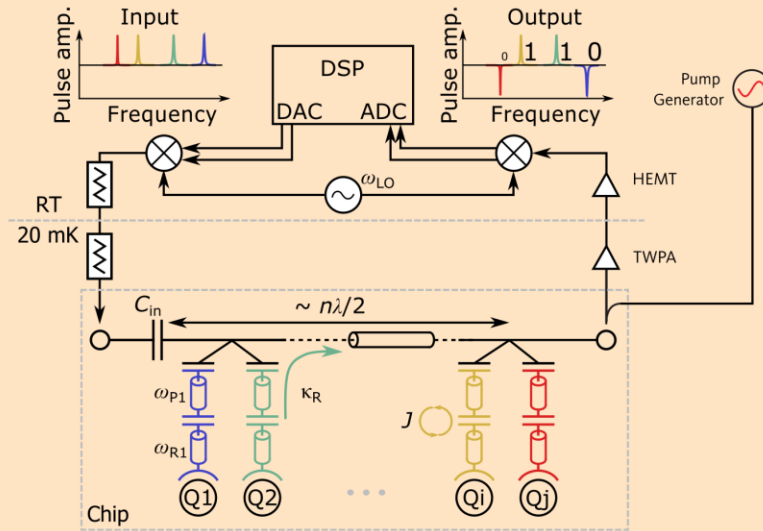 Input
Pulse amp.
Frequency
DSP
DAC ADC
Output
Pulse amp.
0 1 1 0
Frequency
Pump
Generator
ω_LO
HEMT
RT
20 mK
TWPA
C_in
~ nλ/2
ω_P1
κ_R
J
ω_R1
Q1 Q2 ... Qi Qj
Chip